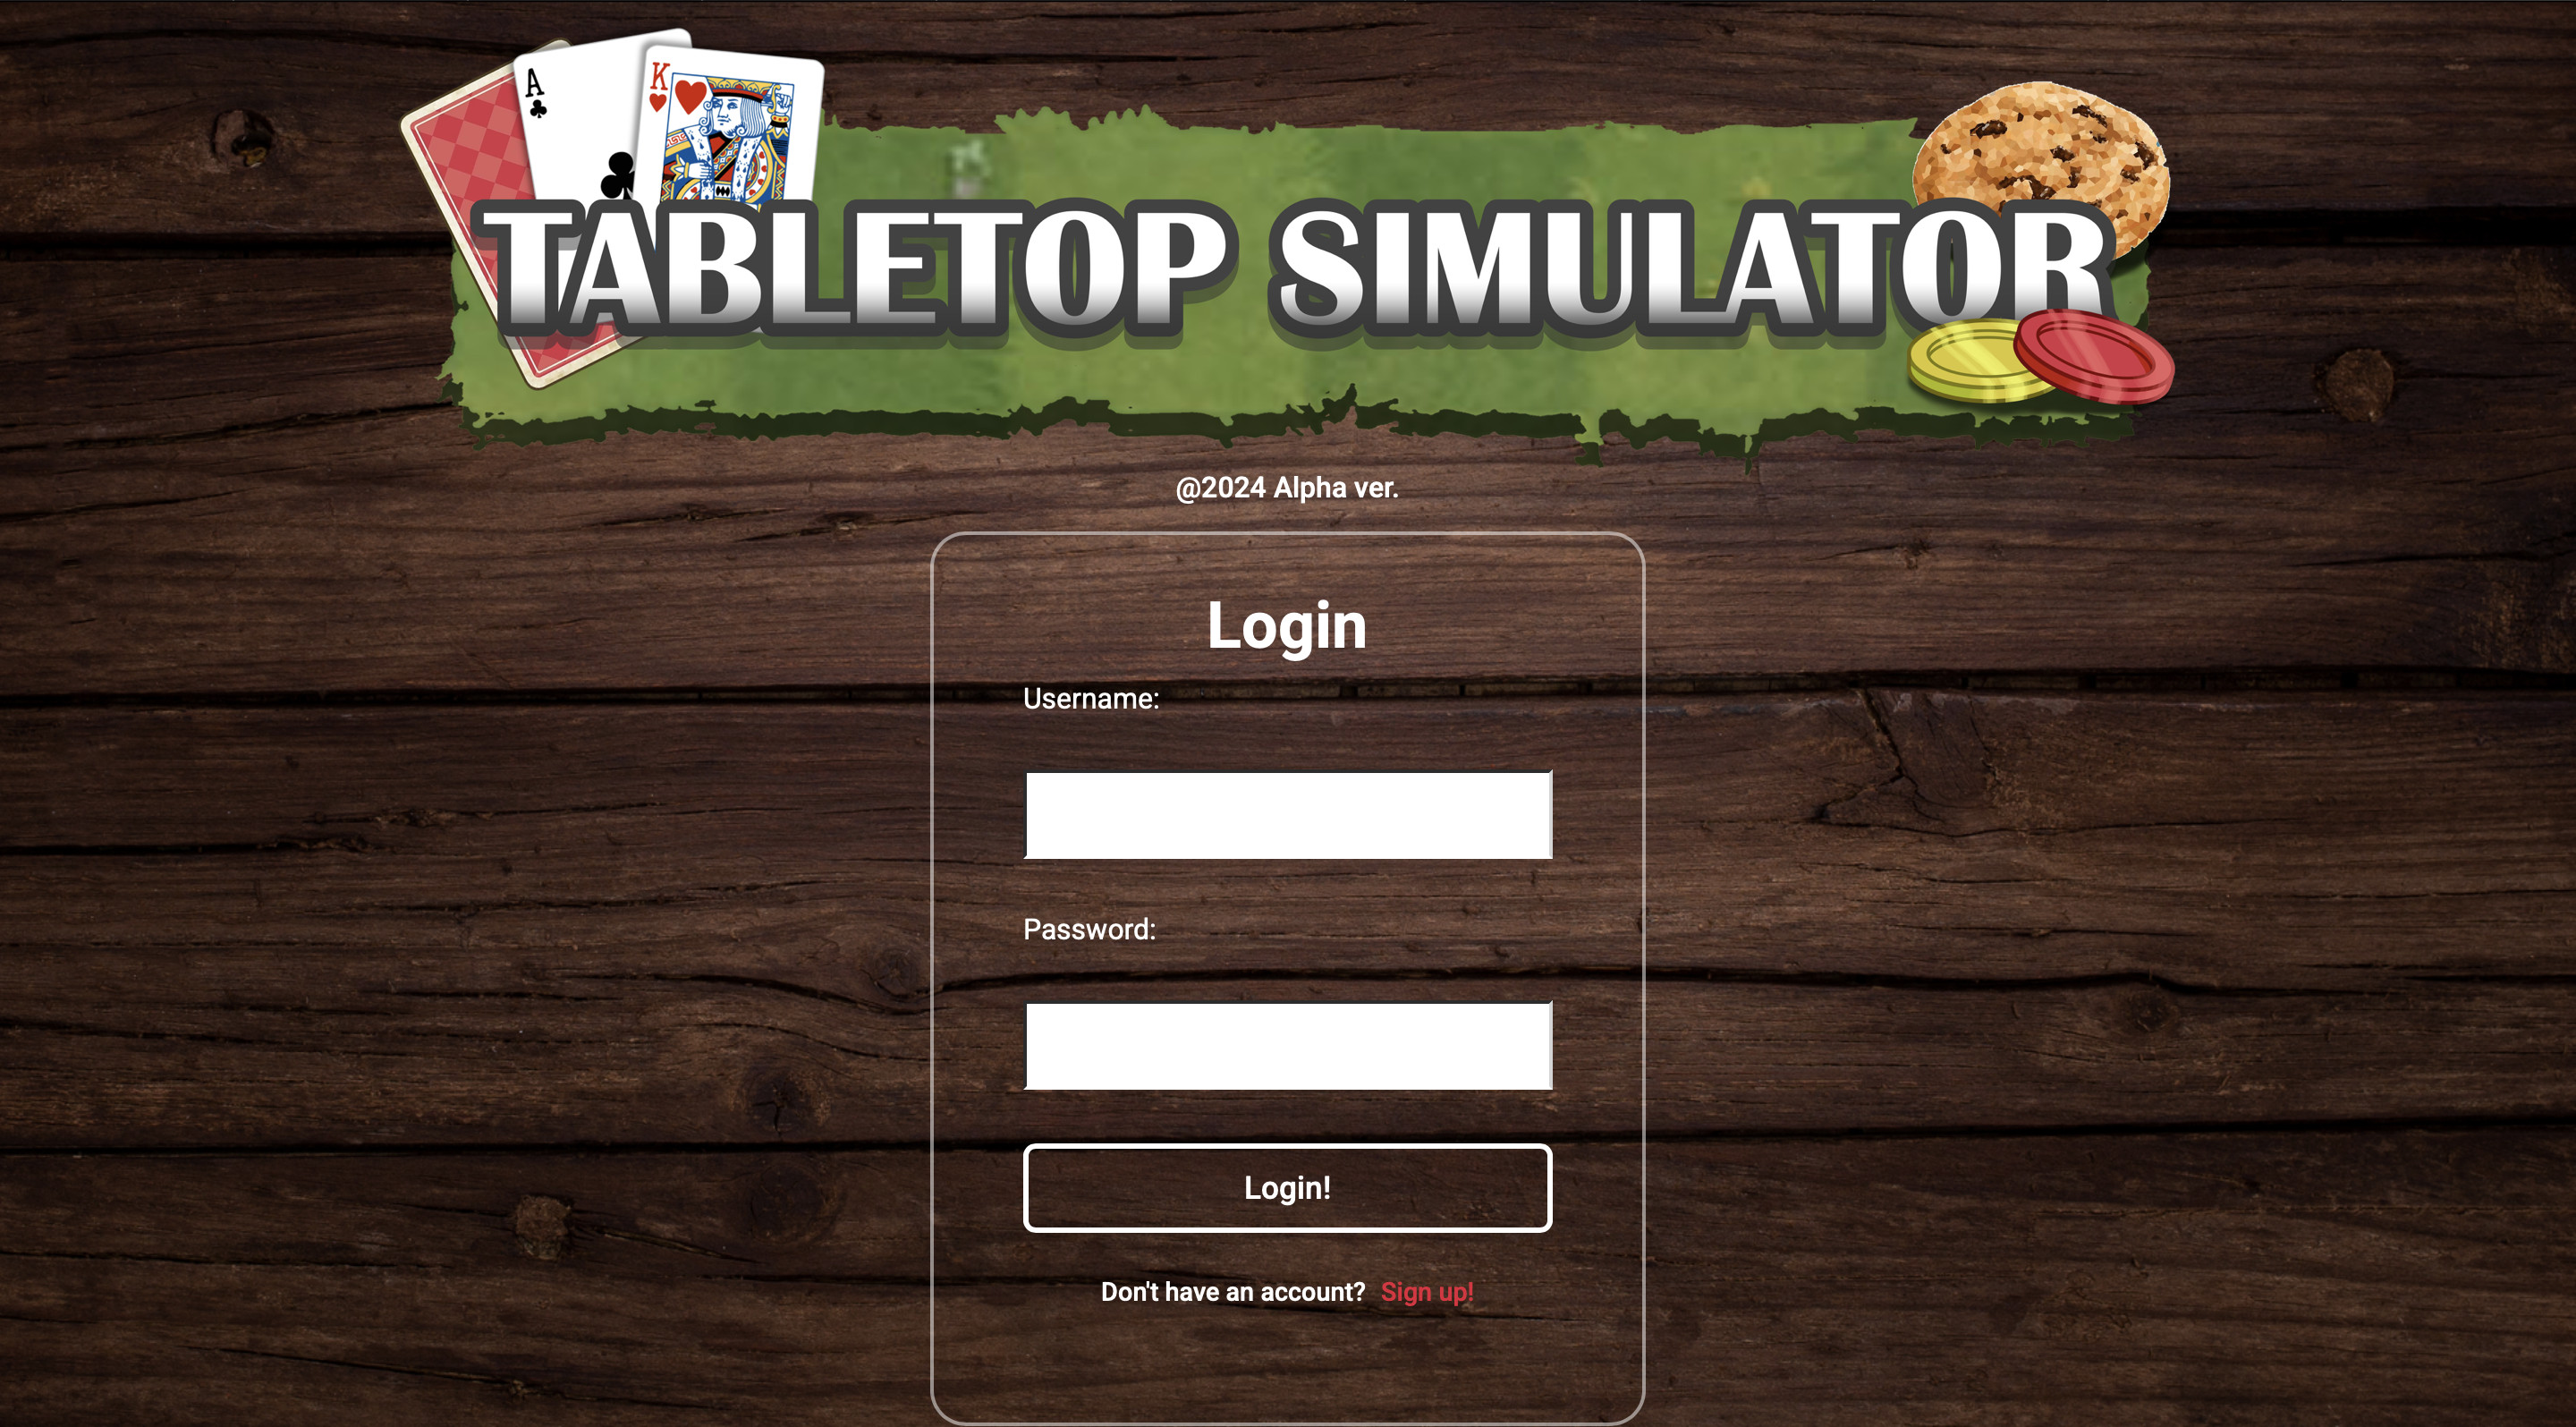 A
K
TABLETOP SIMULATOR
@2024 Alpha ver.
Login
Username:
Password:
Login!
Don't have an account? Sign up!